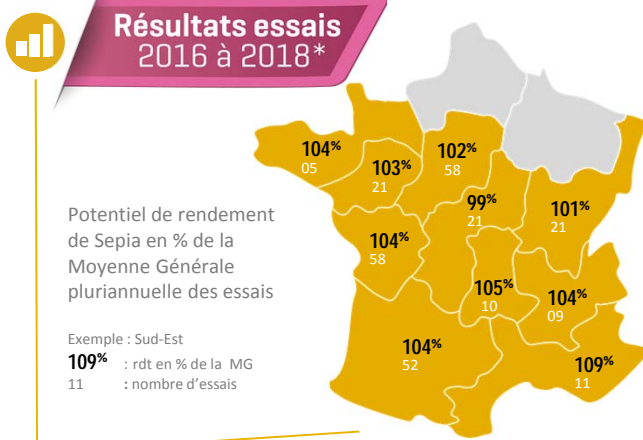 Résultats essais
2016 à 2018*
104%
05
103%
21
102%
58
99%
21
101%
21
104%
58
105%
10
104%
09
104%
52
109%
11
Potentiel de rendement
de Sepia en % de la
Moyenne Générale
pluriannuelle des essais
Exemple : Sud-Est
109% : rdt en % de la MG
11 : nombre d'essais